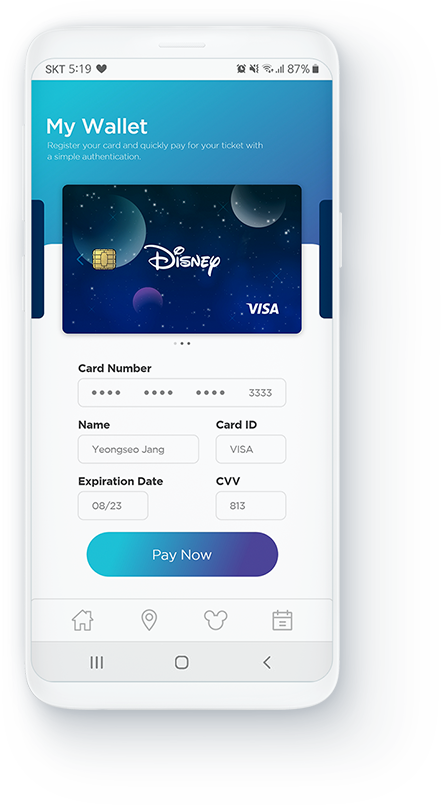 SKT 5:19
87%
My Wallet
Register your card and quickly pay for your ticket with
a simple authentication.
Disney
VISA
Card Number
•••• •••• •••• 3333
Name
Card ID
Yeongseo Jang
VISA
Expiration Date
CVV
08/23
813
Pay Now